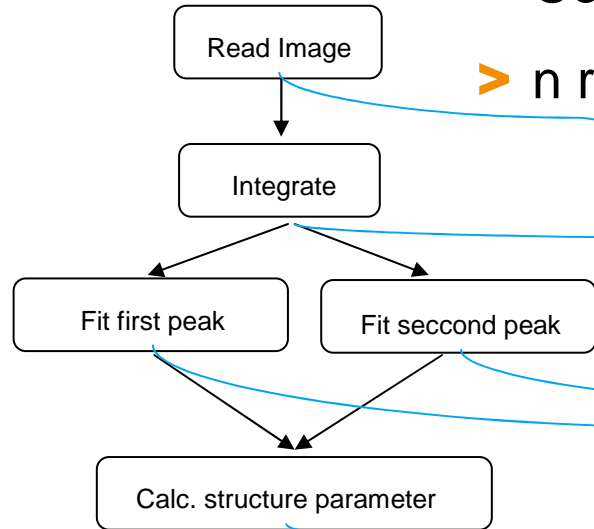 Read Image
> n r
Integrate
Fit first peak
Fit seccond peak
Calc. structure parameter